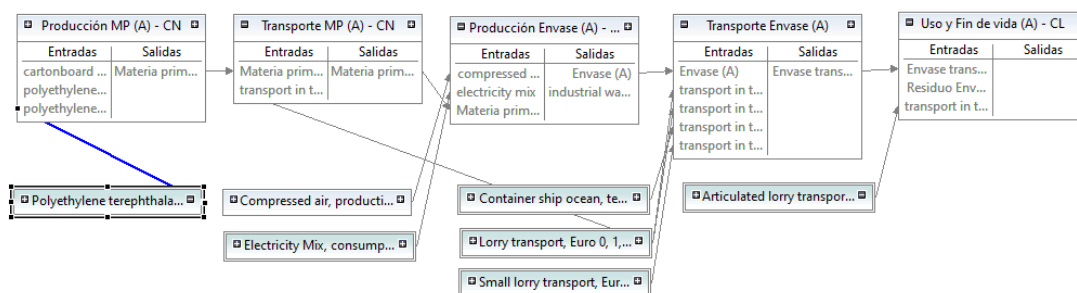 Producción MP (A) - CN
Entradas Salidas
cartonboard ... Materia prim...
polyethylene...
polyethylene...
Transporte MP (A) - CN
Entradas Salidas
Materia prim... Materia prim...
transport in t...
Producción Envase (A) - ...
Entradas Salidas
compressed ... Envase (A)
electricity mix industrial wa...
Materia prim...
Transporte Envase (A)
Entradas Salidas
Envase (A) Envase trans...
transport in t...
transport in t...
transport in t...
transport in t...
Uso y Fin de vida (A) - CL
Entradas Salidas
Envase trans...
Residuo Env...
transport in t...
Polyethylene terephthala...
Compressed air, producti...
Electricity Mix, consump...
Container ship ocean, te...
Lorry transport, Euro 0, 1,...
Small lorry transport, Eur...
Articulated lorry transpor...